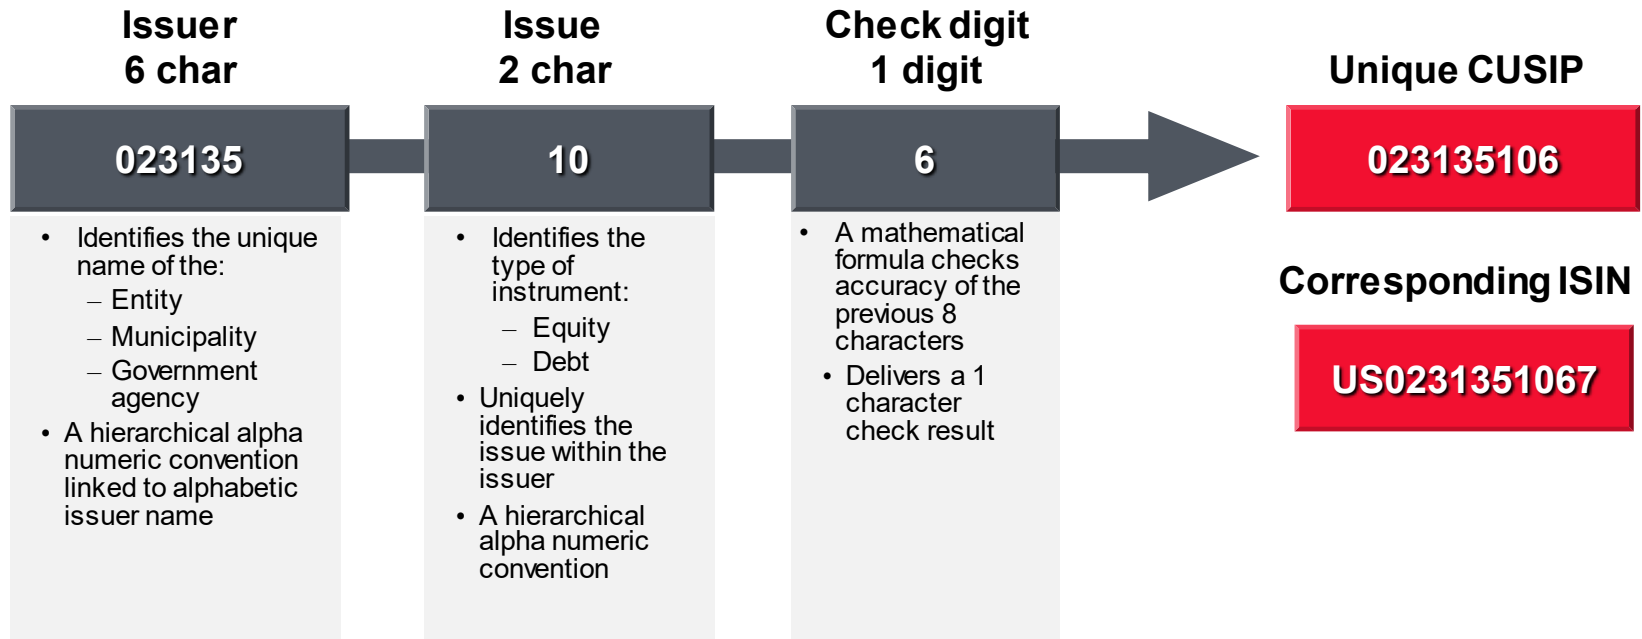 Issuer
6 char
023135
• Identifies the unique
name of the:
– Entity
– Municipality
– Government
agency
• A hierarchical alpha
numeric convention
linked to alphabetic
issuer name
Issue
2 char
10
• Identifies the
type of
instrument:
– Equity
– Debt
• Uniquely
identifies the
issue within the
issuer
• A hierarchical
alpha numeric
convention
Check digit
1 digit
6
• A mathematical
formula checks
accuracy of the
previous 8
characters
• Delivers a 1
character
check result
Unique CUSIP
023135106
Corresponding ISIN
US0231351067